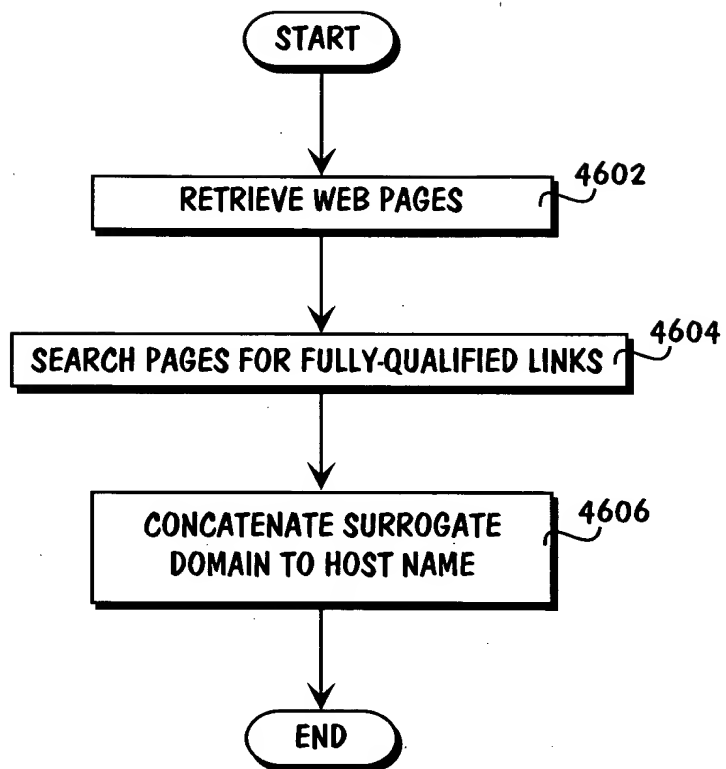 START
RETRIEVE WEB PAGES
4602
SEARCH PAGES FOR FULLY-QUALIFIED LINKS
4604
CONCATENATE SURROGATE
DOMAIN TO HOST NAME
4606
END